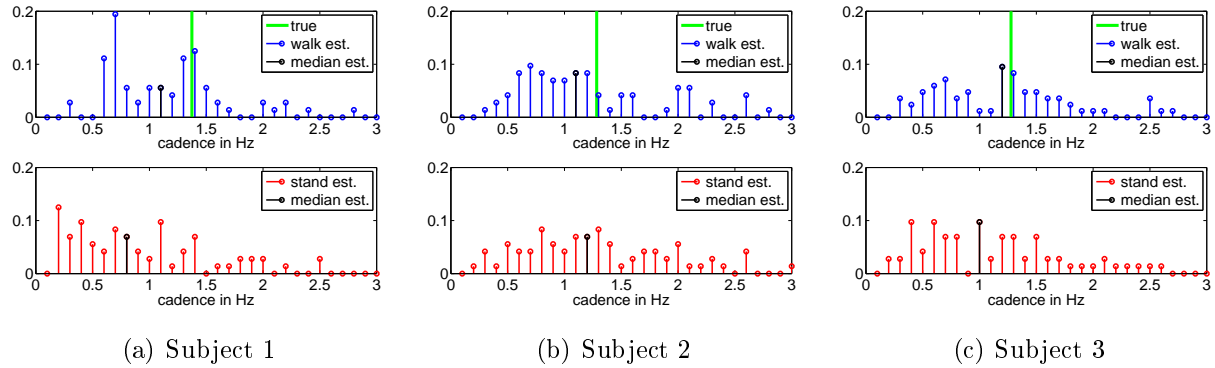 0.2
0.1
0
0 0.5 1 1.5 2 2.5 3
cadence in Hz
true
walk est.
median est.
0.2
0.1
0
0 0.5 1 1.5 2 2.5 3
cadence in Hz
true
walk est.
median est.
0.2
0.1
0
0 0.5 1 1.5 2 2.5 3
cadence in Hz
true
walk est.
median est.
0.2
0.1
0
0 0.5 1 1.5 2 2.5 3
cadence in Hz
stand est.
median est.
0.2
0.1
0
0 0.5 1 1.5 2 2.5 3
cadence in Hz
stand est.
median est.
0.2
0.1
0
0 0.5 1 1.5 2 2.5 3
cadence in Hz
stand est.
median est.
(a) Subject 1
(b) Subject 2
(c) Subject 3